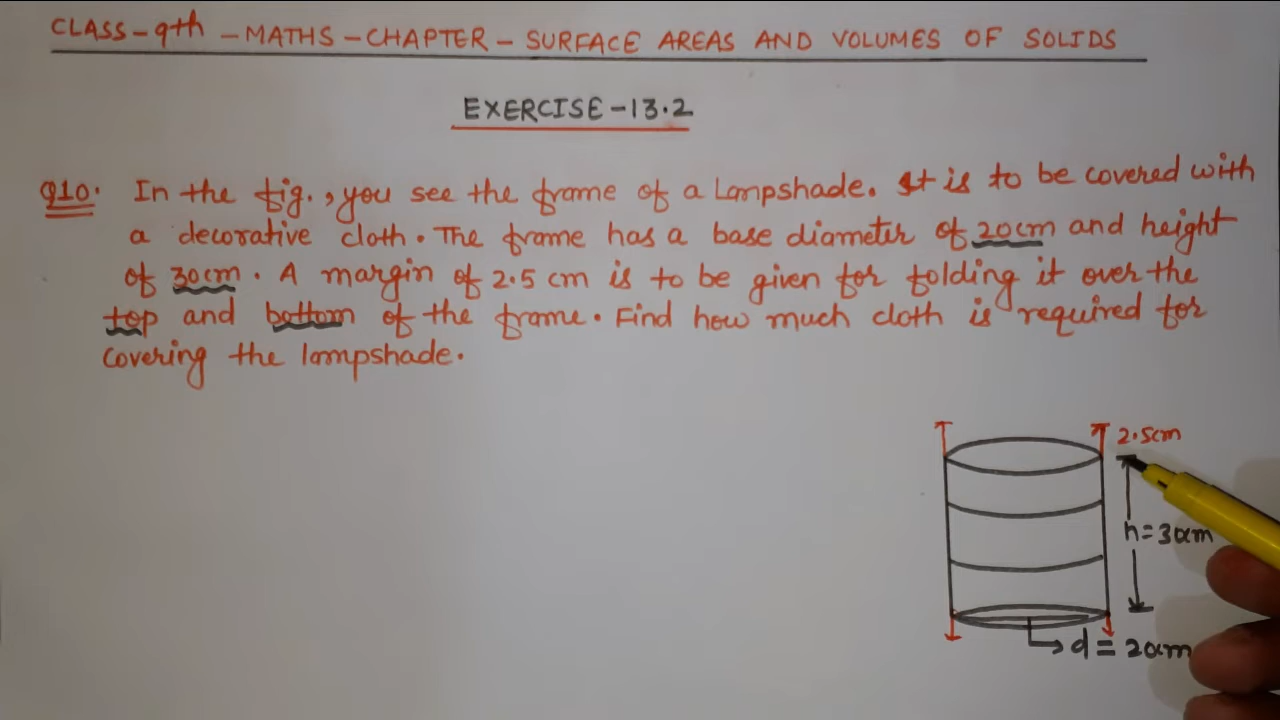 CLASS-9th - MATHS - CHAPTER - SURFACE AREAS AND VOLUMES OF SOLIDS
EXERCISE-13.2
Q10. In the fig., you see the frame of a Lampshade. It is to be covered with
a decorative cloth. The frame has a base diameter of 20cm and height
of 30cm. A margin of 2.5 cm is to be given for folding it over the
top and bottom of the frame. Find how much cloth is required for
covering the lampshade.
2.5cm
h=30cm
d=20cm